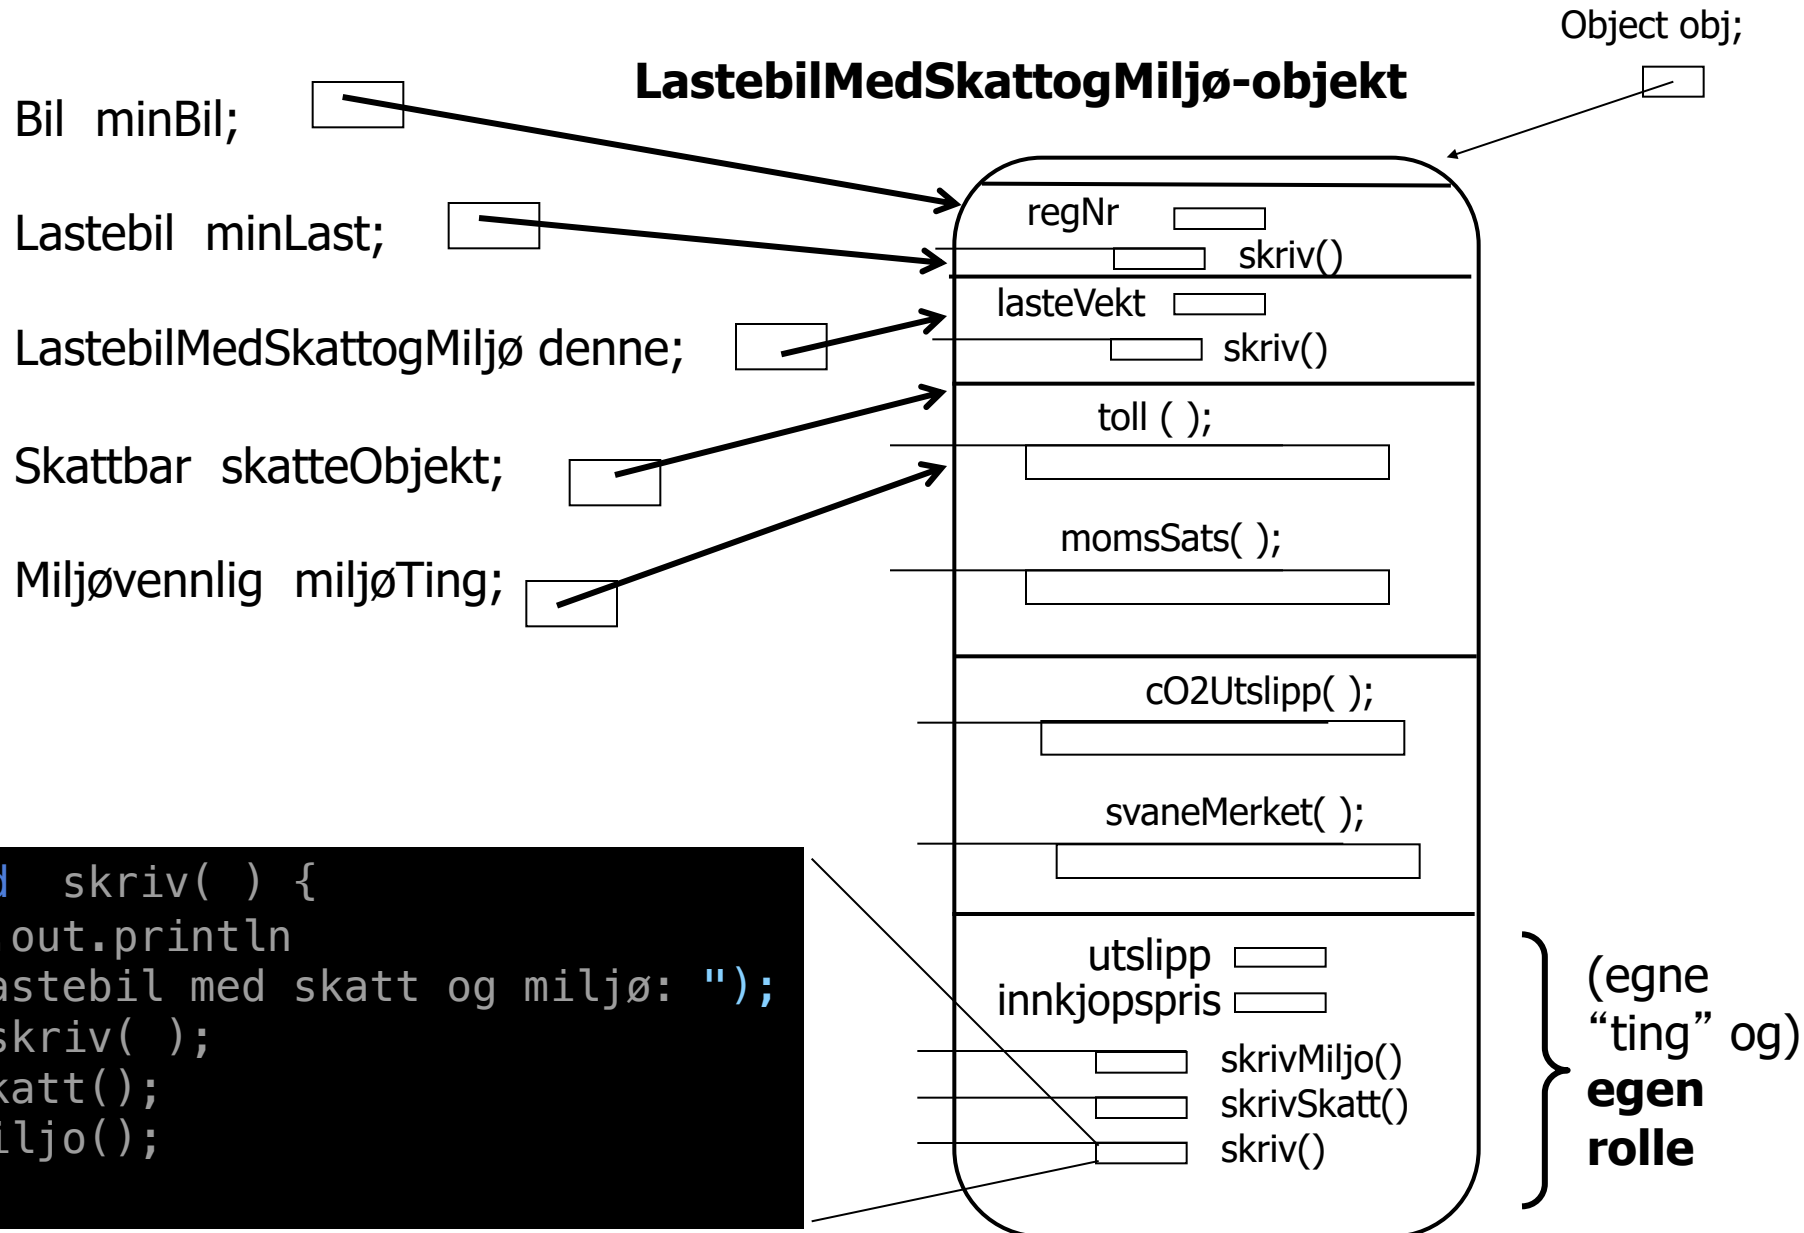 Object obj;
LastebilMedSkattogMiljø-objekt
Bil minBil;
Lastebil minLast;
LastebilMedSkattogMiljø denne;
Skattbar skatteObjekt;
Miljøvennlig miljøTing;
regNr
skriv()
lasteVekt
skriv()
toll ( );
momsSats( );
cO2Utslipp( );
svaneMerket( );
utslipp
innkjopspris
skrivMiljo()
skrivSkatt()
skriv()
(egne
“ting” og)
egen
rolle
d skriv( ) {
.out.println
astebil med skatt og miljø: ");
skriv( );
katt();
iljo();